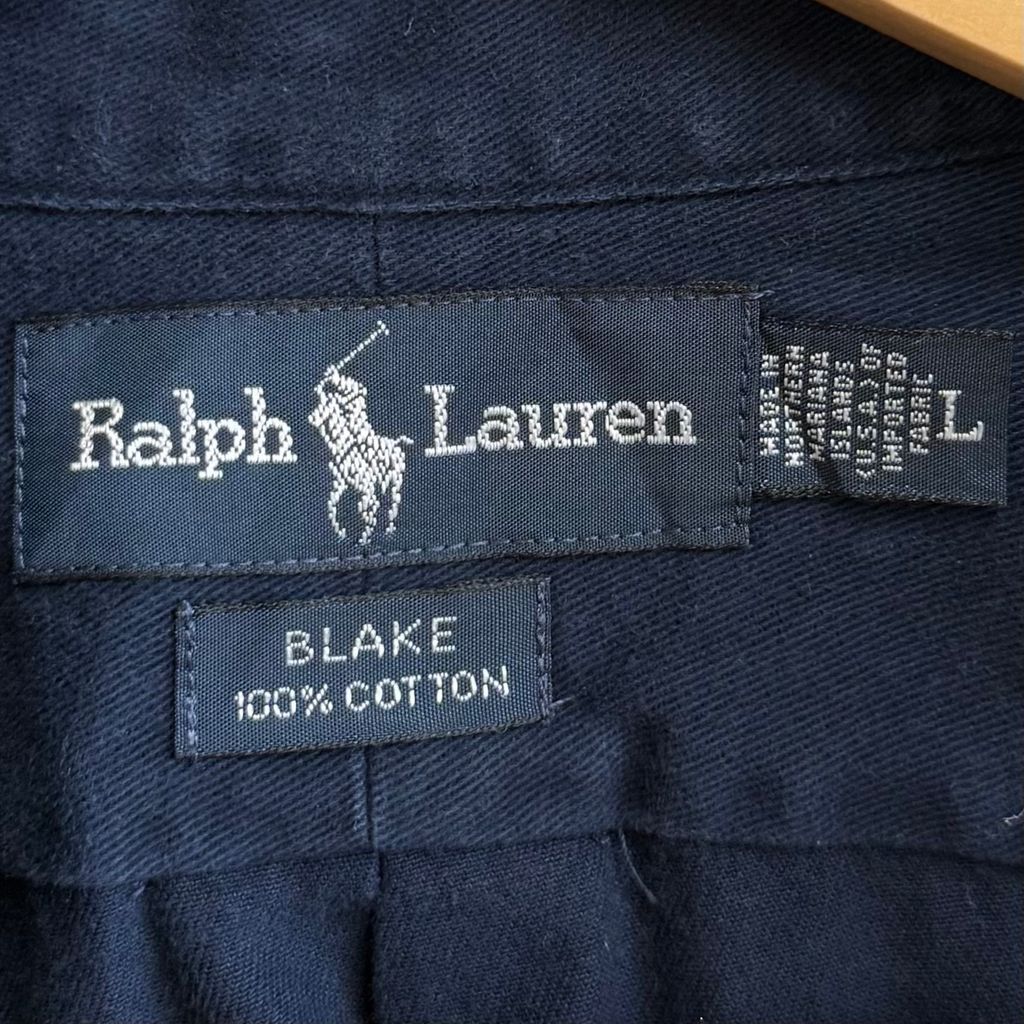 Ralph Lauren
MADE IN
NORTHERN
MARIANA
ISLANDS
(U.S.A.) OF
IMPORTED
FABRIC
L
BLAKE
100% COTTON